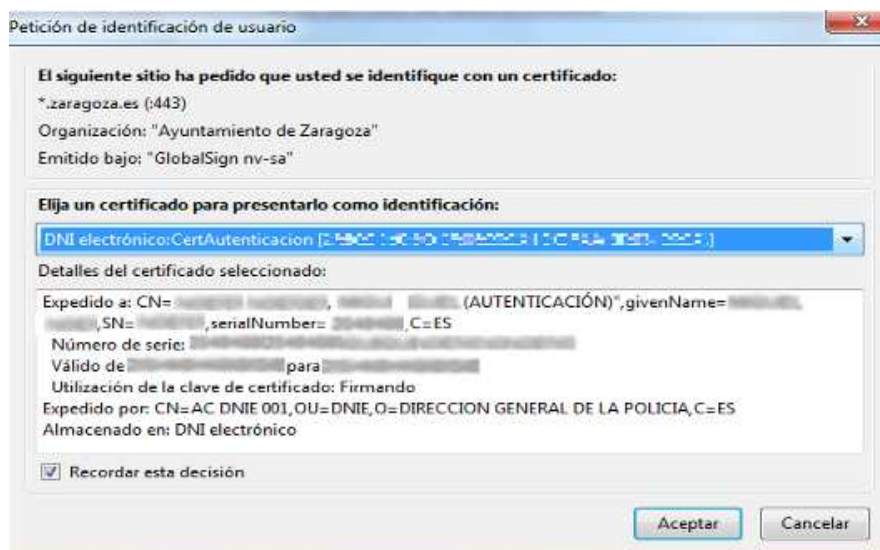 Petición de identificación de usuario
El siguiente sitio ha pedido que usted se identifique con un certificado:
*.zaragoza.es (:443)
Organización: "Ayuntamiento de Zaragoza"
Emitido bajo: "GlobalSign nv-sa"
Elija un certificado para presentarlo como identificación:
DNI electrónico:CertAutenticacion [
Detalles del certificado seleccionado:
Expedido a: CN= , (AUTENTICACIÓN)",givenName=
,SN= ,serialNumber= ,C=ES
Número de serie:
Válido de para
Utilización de la clave de certificado: Firmando
Expedido por: CN=AC DNIE 001,OU=DNIE,O=DIRECCION GENERAL DE LA POLICIA,C=ES
Almacenado en: DNI electrónico
Recordar esta decisión
Aceptar Cancelar